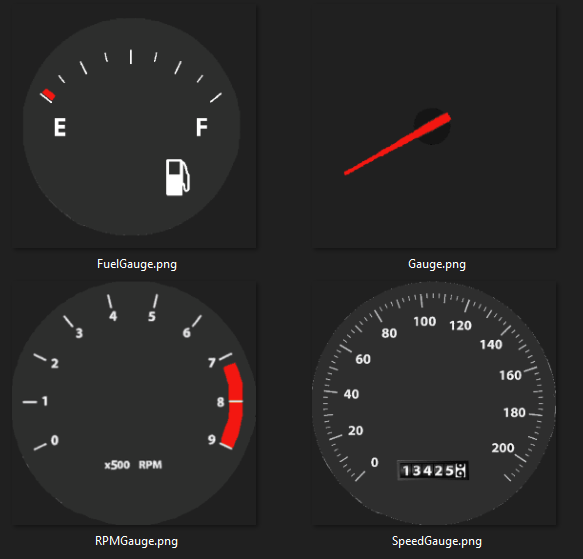 E F
FuelGauge.png
Gauge.png
0 1 2 3 4 5 6 7 8 9
x500 RPM
RPMGauge.png
0 20 40 60 80 100 120 140 160 180 200
13425
SpeedGauge.png